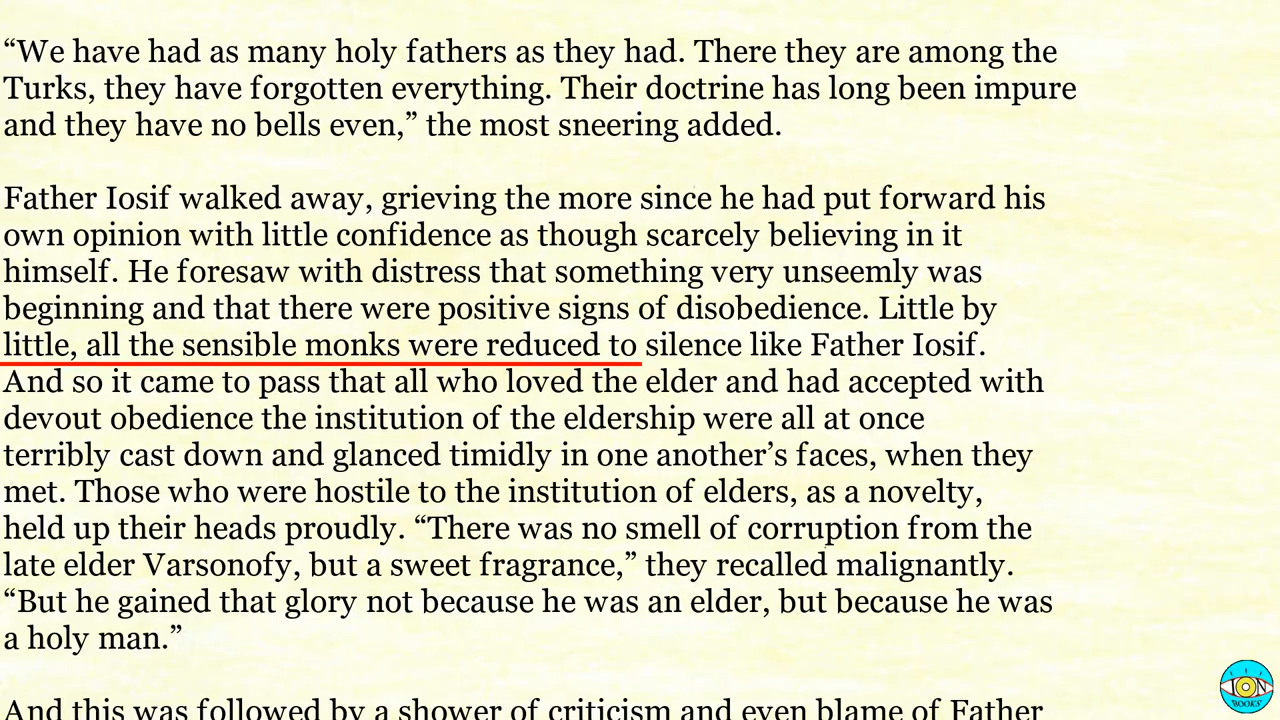 “We have had as many holy fathers as they had. There they are among the
Turks, they have forgotten everything. Their doctrine has long been impure
and they have no bells even,” the most sneering added.
Father Iosif walked away, grieving the more since he had put forward his
own opinion with little confidence as though scarcely believing in it
himself. He foresaw with distress that something very unseemly was
beginning and that there were positive signs of disobedience. Little by
little, all the sensible monks were reduced to silence like Father Iosif.
And so it came to pass that all who loved the elder and had accepted with
devout obedience the institution of the eldership were all at once
terribly cast down and glanced timidly in one another’s faces, when they
met. Those who were hostile to the institution of elders, as a novelty,
held up their heads proudly. “There was no smell of corruption from the
late elder Varsonofy, but a sweet fragrance,” they recalled malignantly.
“But he gained that glory not because he was an elder, but because he was
a holy man.”
And this was followed by a shower of criticism and even blame of Father
ION
BOOKS